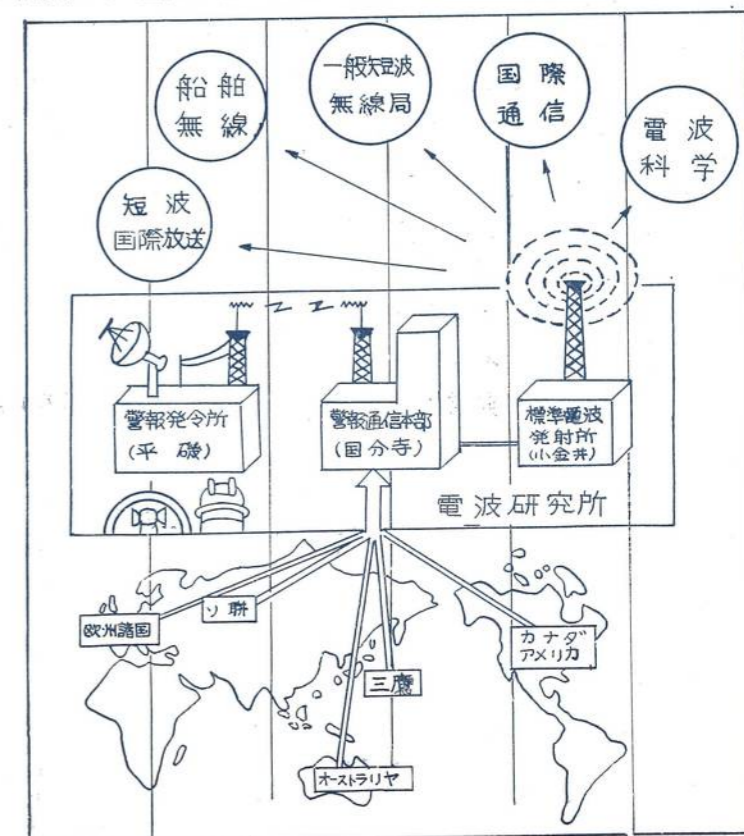 船舶
無線
一般短波
無線局
国際
通信
電波
科学
短波
国際放送
警報発令所
(平磯)
警報通信本部
(国分寺)
標準電波
発射所
(小金井)
電波研究所
欧州諸国
ソ聯
カナダ
アメリカ
三鷹
オーストラリヤ